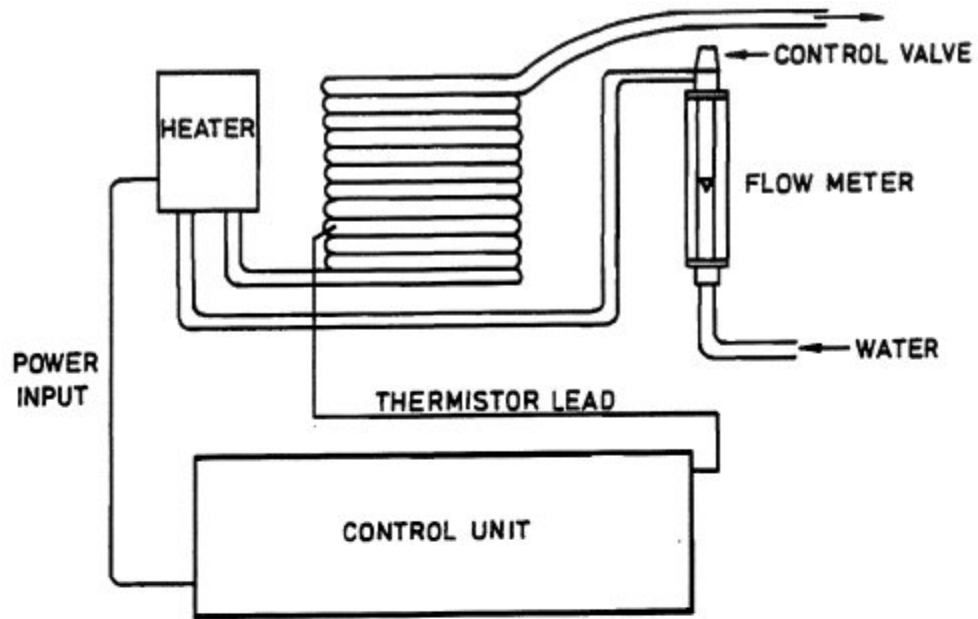 CONTROL VALVE
HEATER
FLOW METER
WATER
POWER
INPUT
THERMISTOR LEAD
CONTROL UNIT